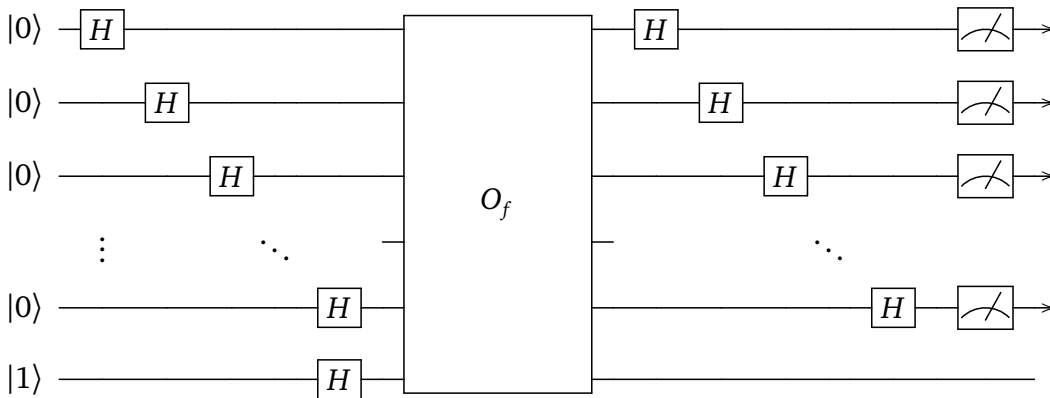 |0⟩ H H
|0⟩ H H
|0⟩ H H
O_f
⋮ ⋱ ⋱
|0⟩ H H
|1⟩ H